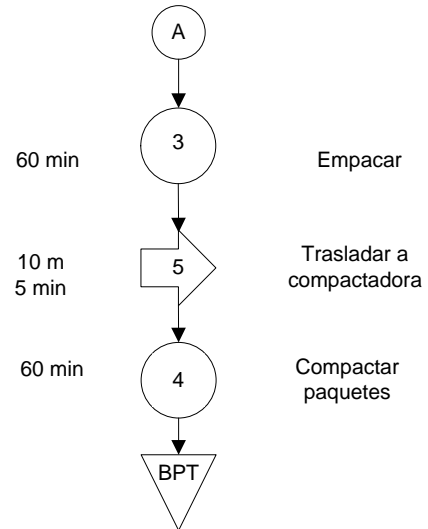 A
60 min
3
Empacar
10 m
5 min
5
Trasladar a
compactadora
60 min
4
Compactar
paquetes
BPT